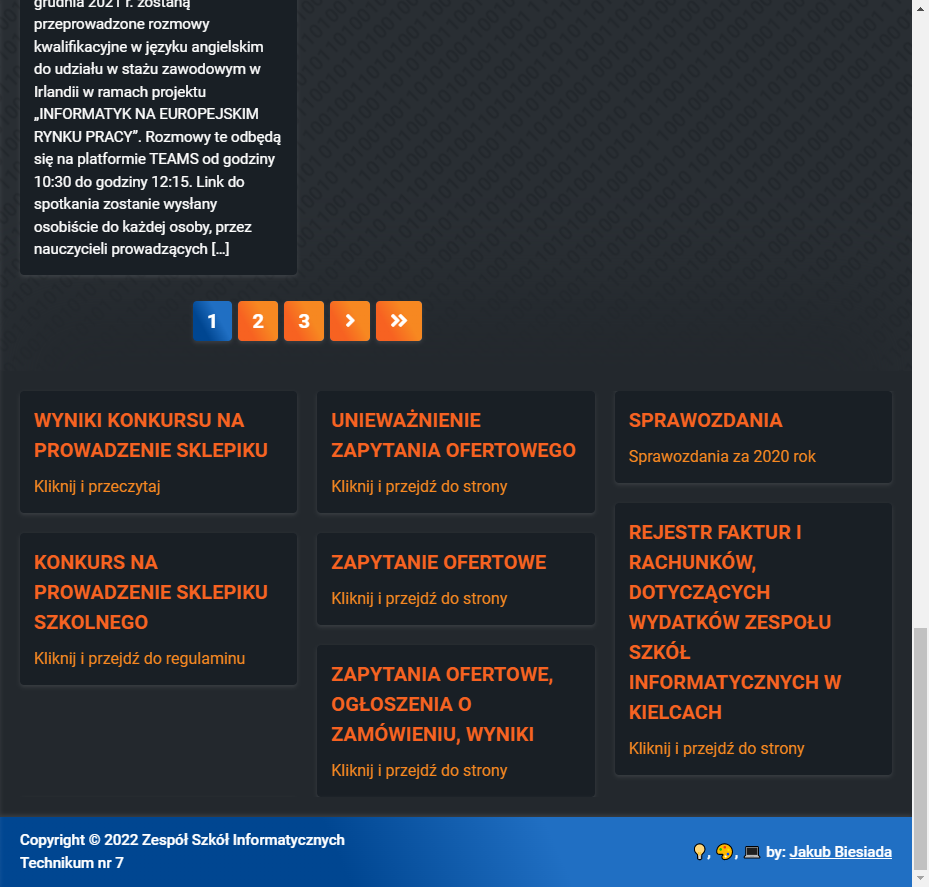 grudnia 2021 r. zostaną
przeprowadzone rozmowy
kwalifikacyjne w języku angielskim
do udziału w stażu zawodowym w
Irlandii w ramach projektu
„INFORMATYK NA EUROPEJSKIM
RYNKU PRACY”. Rozmowy te odbędą
się na platformie TEAMS od godziny
10:30 do godziny 12:15. Link do
spotkania zostanie wysłany
osobiście do każdej osoby, przez
nauczycieli prowadzących [...]
1 2 3
WYNIKI KONKURSU NA
PROWADZENIE SKLEPIKU
Kliknij i przeczytaj
KONKURS NA
PROWADZENIE SKLEPIKU
SZKOLNEGO
Kliknij i przejdź do regulaminu
UNIEWAŻNIENIE
ZAPYTANIA OFERTOWEGO
Kliknij i przejdź do strony
ZAPYTANIE OFERTOWE
Kliknij i przejdź do strony
ZAPYTANIA OFERTOWE,
OGŁOSZENIA O
ZAMÓWIENIU, WYNIKI
Kliknij i przejdź do strony
SPRAWOZDANIA
Sprawozdania za 2020 rok
REJESTR FAKTUR I
RACHUNKÓW,
DOTYCZĄCYCH
WYDATKÓW ZESPOŁU
SZKÓŁ
INFORMATYCZNYCH W
KIELCACH
Kliknij i przejdź do strony
Copyright © 2022 Zespół Szkół Informatycznych
Technikum nr 7
💡, 🎨, 💻 by: Jakub Biesiada